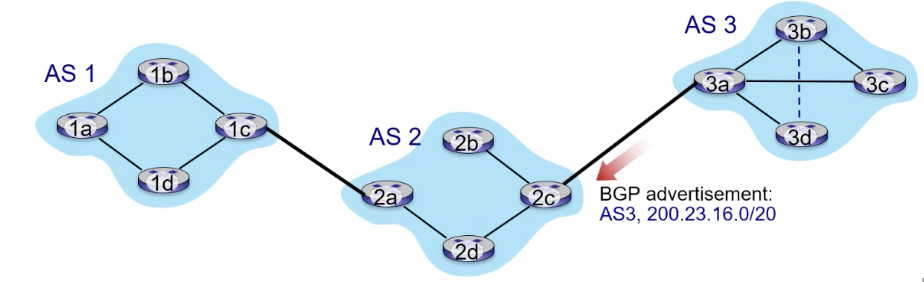 AS 1
1b
1a
1c
1d
AS 2
2b
2a
2c
2d
AS 3
3b
3a
3c
3d
BGP advertisement:
AS3, 200.23.16.0/20